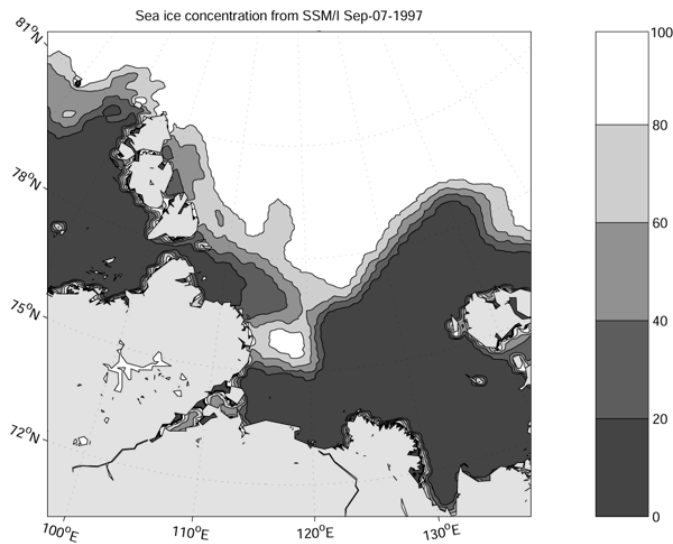 Sea ice concentration from SSM/I Sep-07-1997
81°N
78°N
75°N
72°N
100°E
110°E
120°E
130°E
100
80
60
40
20
0